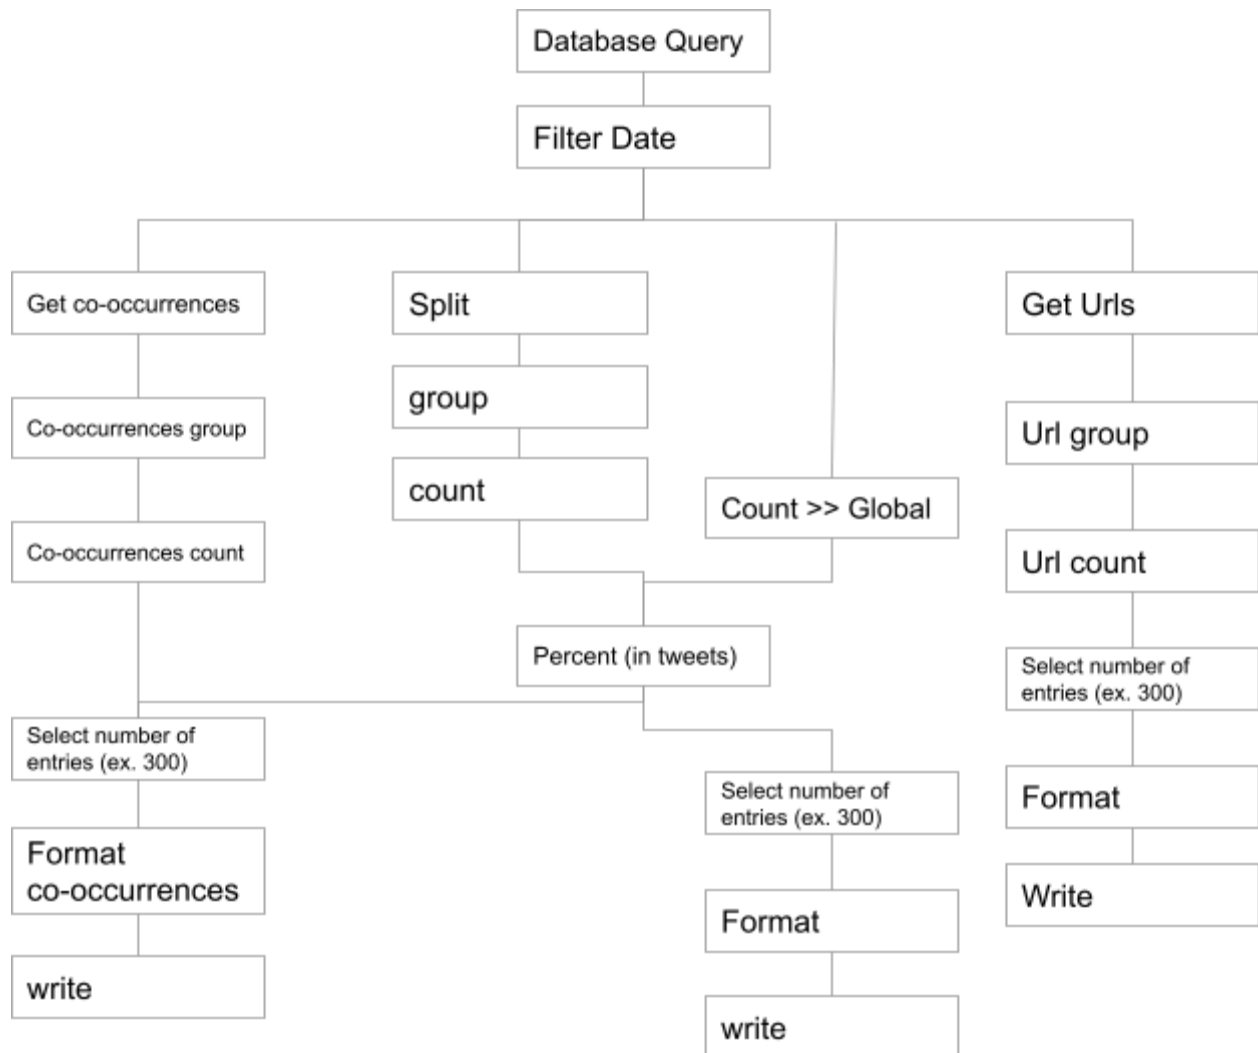 Database Query
Filter Date
Get co-occurrences
Split
Get Urls
group
Co-occurrences group
Url group
count
Count >> Global
Co-occurrences count
Url count
Percent (in tweets)
Select number of
entries (ex. 300)
Select number of
entries (ex. 300)
Select number of
entries (ex. 300)
Format
Format
co-occurrences
Write
Format
write
write